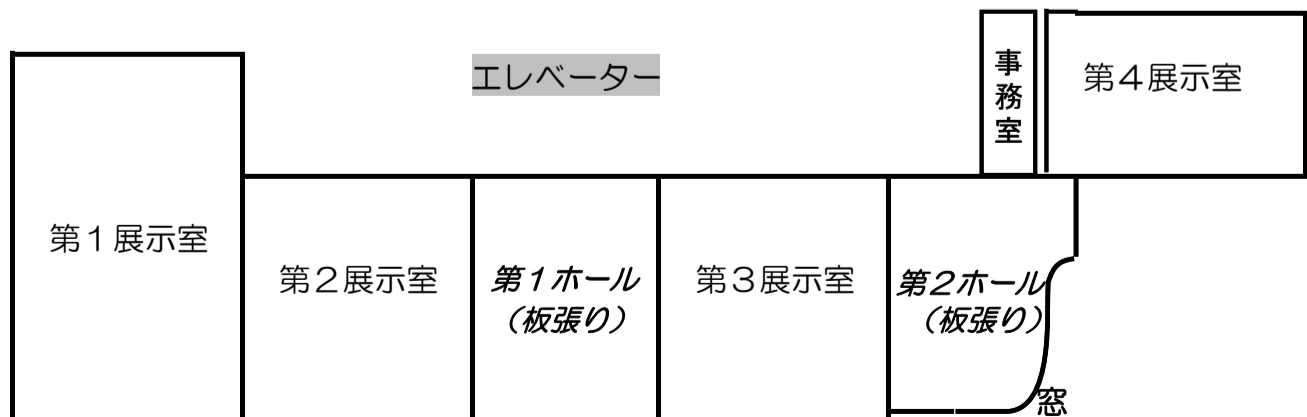 エレベーター
事務室
第４展示室
第１展示室
第２展示室
第１ホール
（板張り）
第３展示室
第２ホール
（板張り）
窓